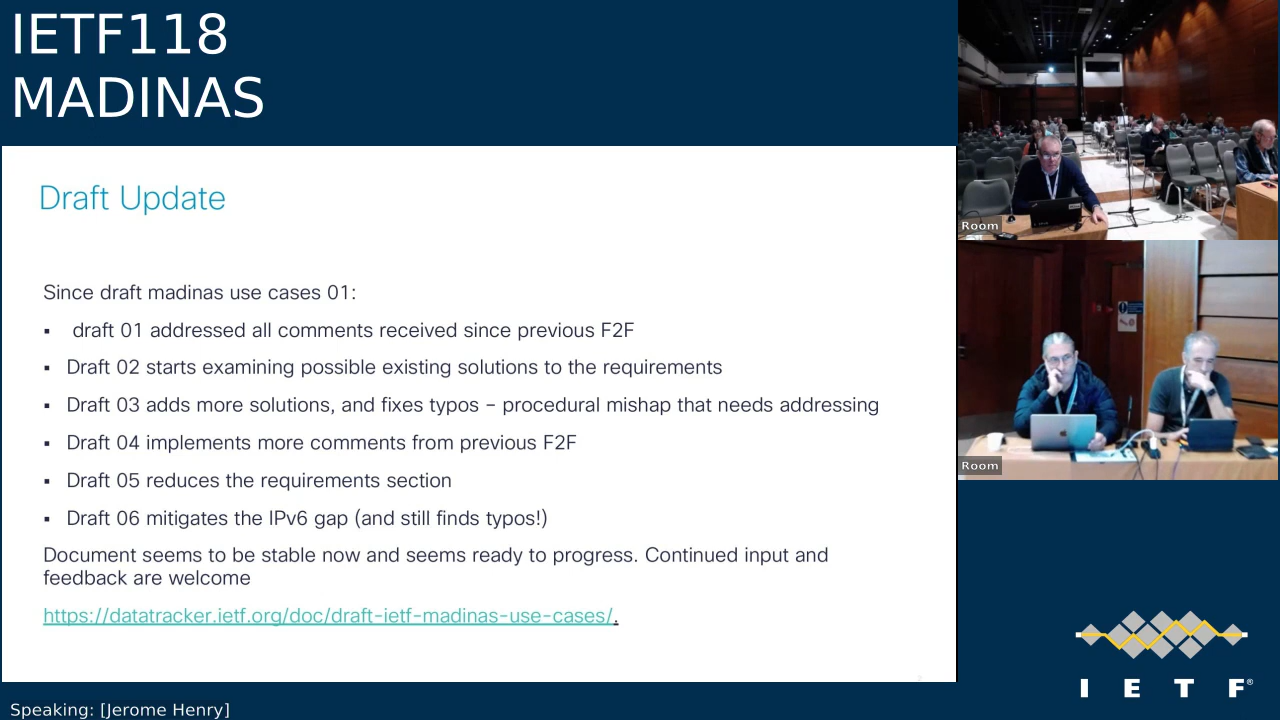 IETF118
MADINAS
Draft Update
Since draft madinas use cases 01:
▪ draft 01 addressed all comments received since previous F2F
▪ Draft 02 starts examining possible existing solutions to the requirements
▪ Draft 03 adds more solutions, and fixes typos – procedural mishap that needs addressing
▪ Draft 04 implements more comments from previous F2F
▪ Draft 05 reduces the requirements section
▪ Draft 06 mitigates the IPv6 gap (and still finds typos!)
Document seems to be stable now and seems ready to progress. Continued input and
feedback are welcome
https://datatracker.ietf.org/doc/draft-ietf-madinas-use-cases/.
Room
Room
I E T F®
Speaking: [Jerome Henry]